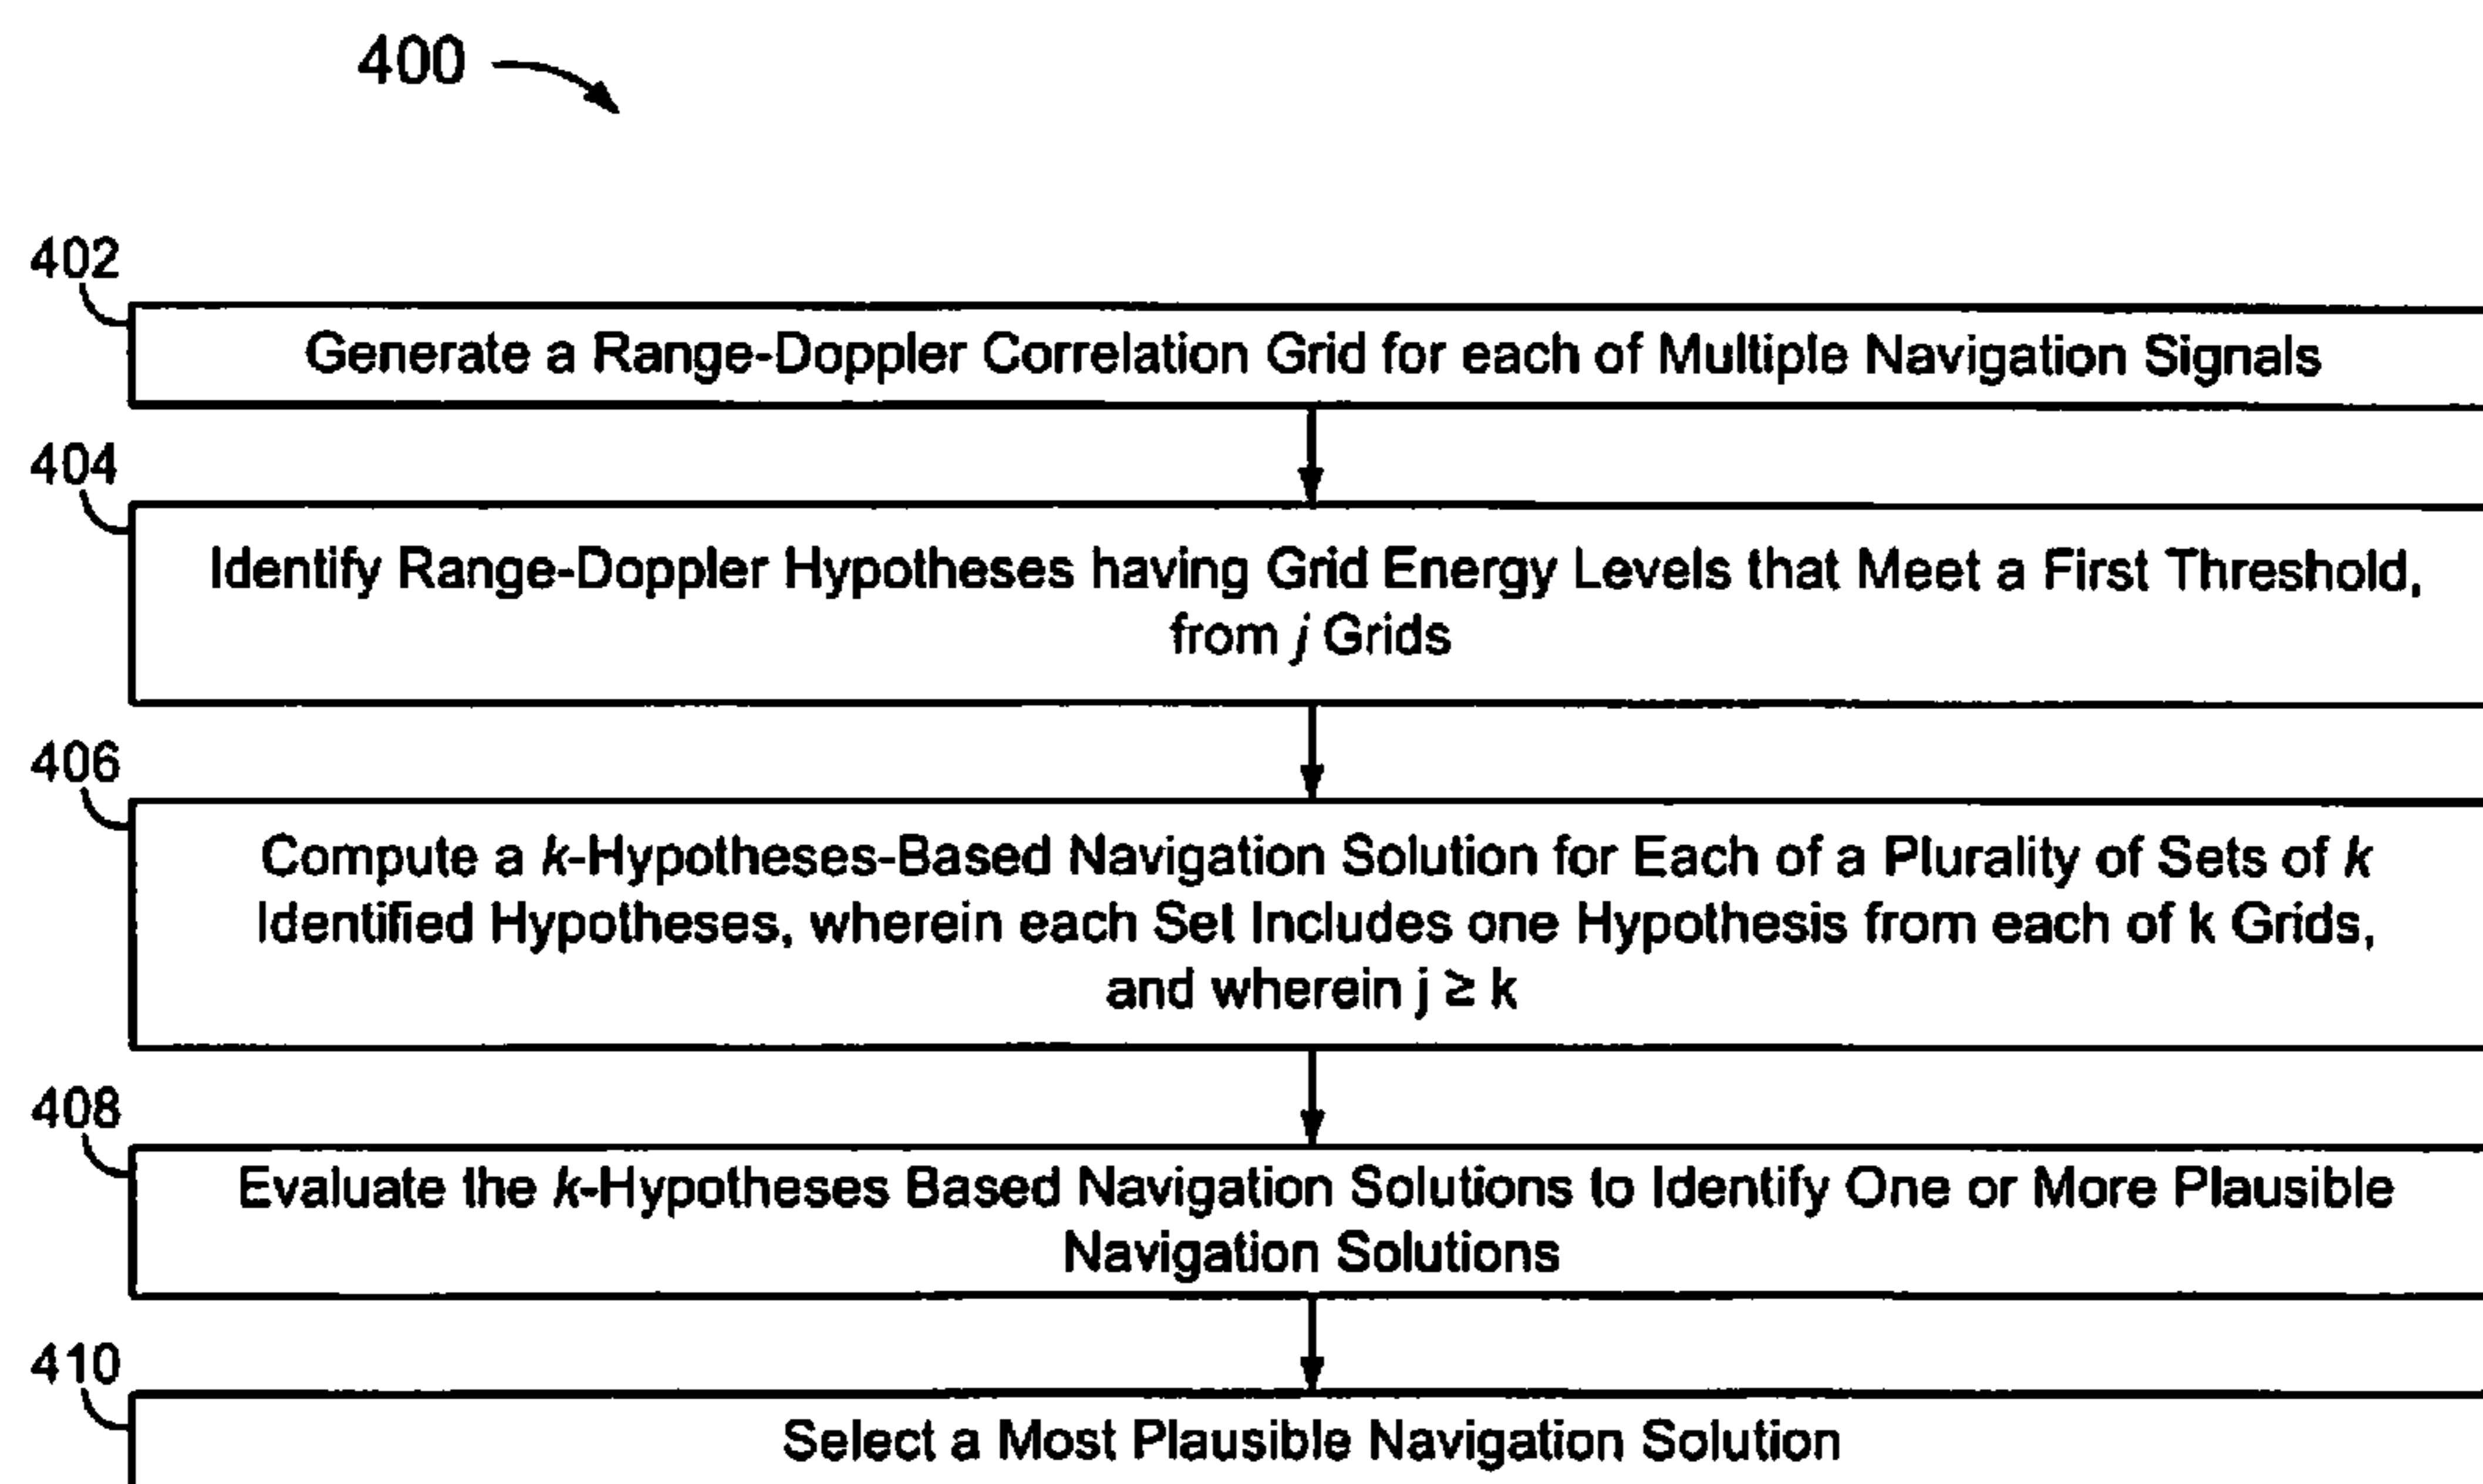 400
402
Generate a Range-Doppler Correlation Grid for each of Multiple Navigation Signals
404
Identify Range-Doppler Hypotheses having Grid Energy Levels that Meet a First Threshold,
from j Grids
406
Compute a k-Hypotheses-Based Navigation Solution for Each of a Plurality of Sets of k
Identified Hypotheses, wherein each Set Includes one Hypothesis from each of k Grids,
and wherein j ≥ k
408
Evaluate the k-Hypotheses Based Navigation Solutions to Identify One or More Plausible
Navigation Solutions
410
Select a Most Plausible Navigation Solution